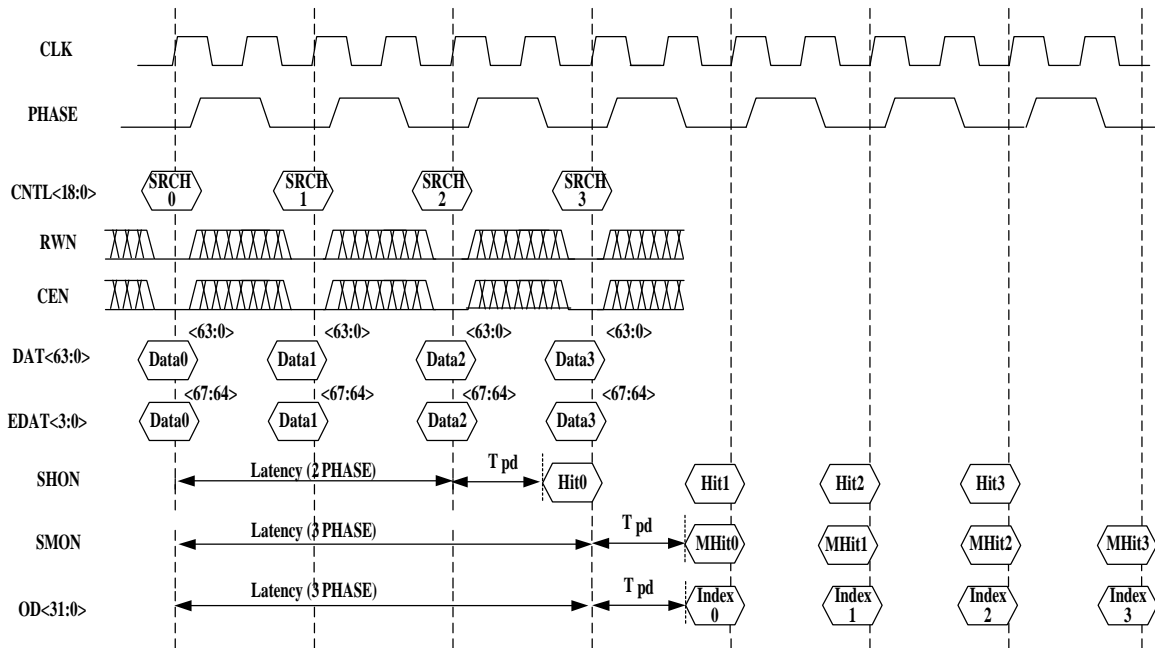 CLK
PHASE
CNTL<18:0>
SRCH
0
SRCH
1
SRCH
2
SRCH
3
RWN
CEN
<63:0>
<63:0>
<63:0>
<63:0>
DAT<63:0>
Data0
Data1
Data2
Data3
<67:64>
<67:64>
<67:64>
<67:64>
EDAT<3:0>
Data0
Data1
Data2
Data3
SHON
Latency (2 PHASE)
T pd
Hit0
Hit1
Hit2
Hit3
SMON
Latency (3 PHASE)
T pd
MHit0
MHit1
MHit2
MHit3
OD<31:0>
Latency (3 PHASE)
T pd
Index
0
Index
1
Index
2
Index
3